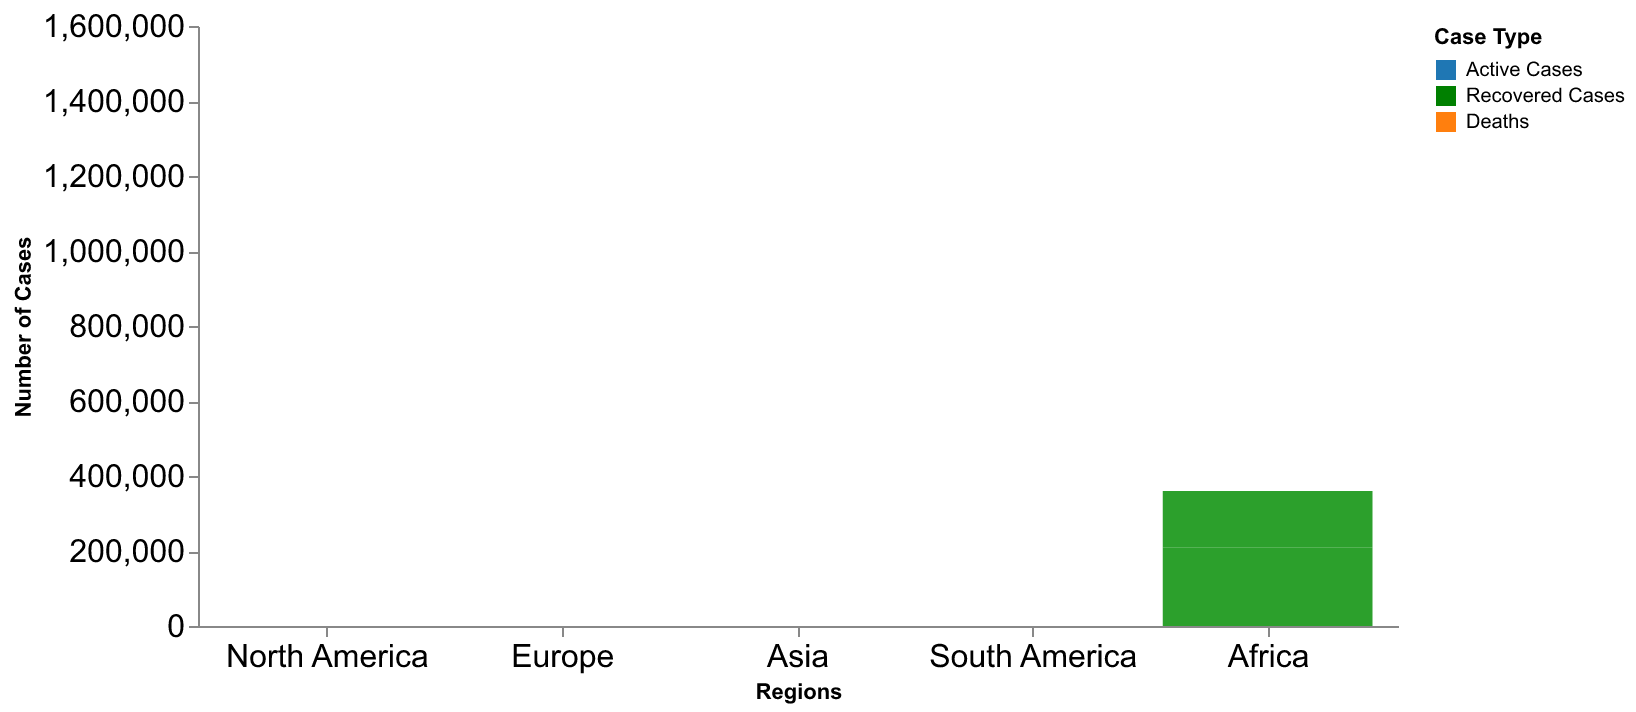 1,600,000
1,400,000
1,200,000
1,000,000
800,000
600,000
400,000
200,000
0
Number of Cases
North America
Europe
Asia
South America
Africa
Regions
Case Type
Active Cases
Recovered Cases
Deaths